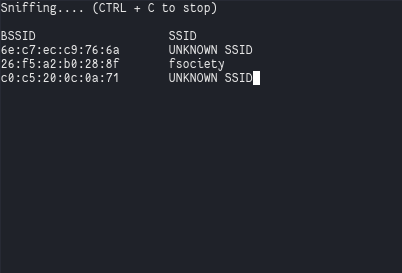 Sniffing.... (CTRL + C to stop)
BSSID SSID
6e:c7:ec:c9:76:6a UNKNOWN SSID
26:f5:a2:b0:28:8f fsociety
c0:c5:20:0c:0a:71 UNKNOWN SSID